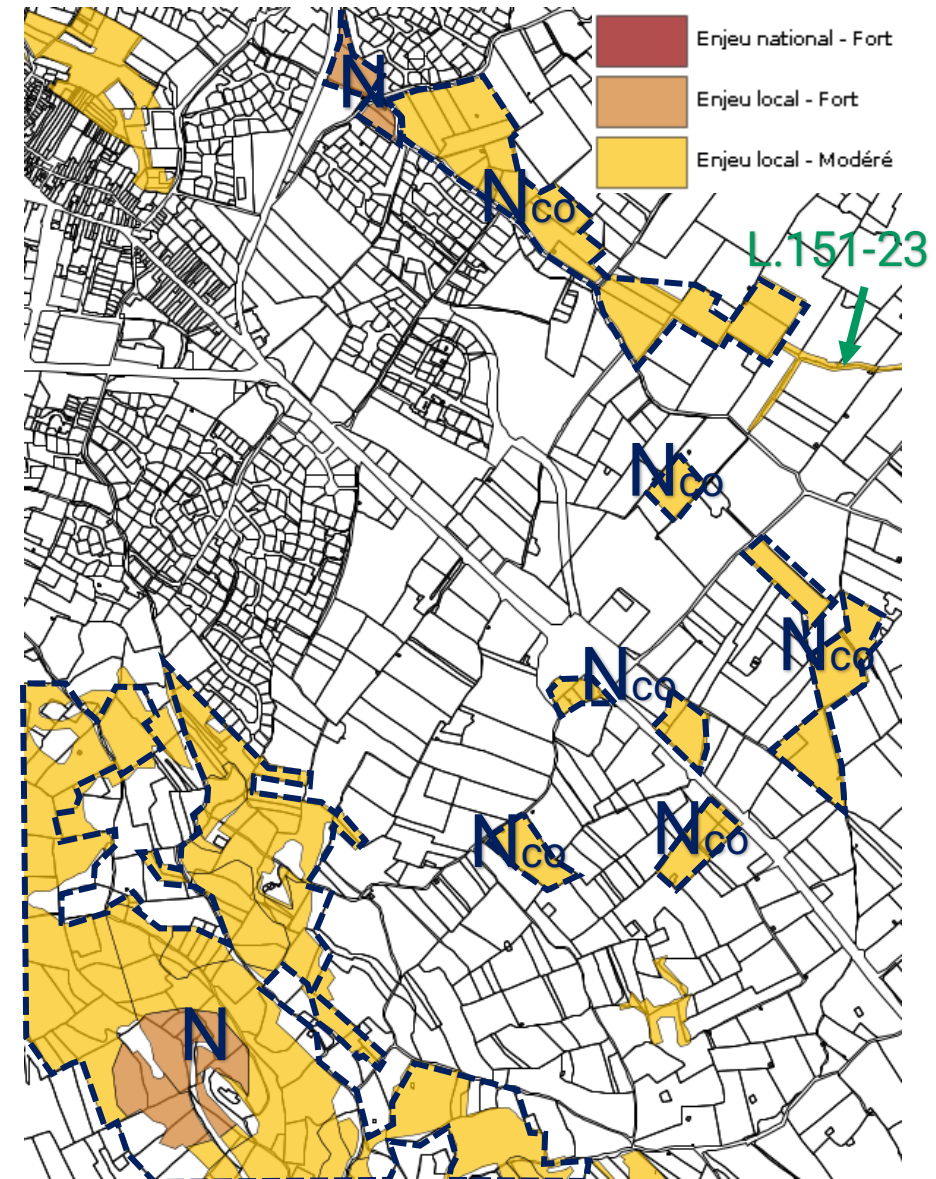 Enjeu national - Fort
Enjeu local - Fort
Enjeu local - Modéré
N
Nco
L.151-23
Nco
Nco
Nco
Nco
Nco
N